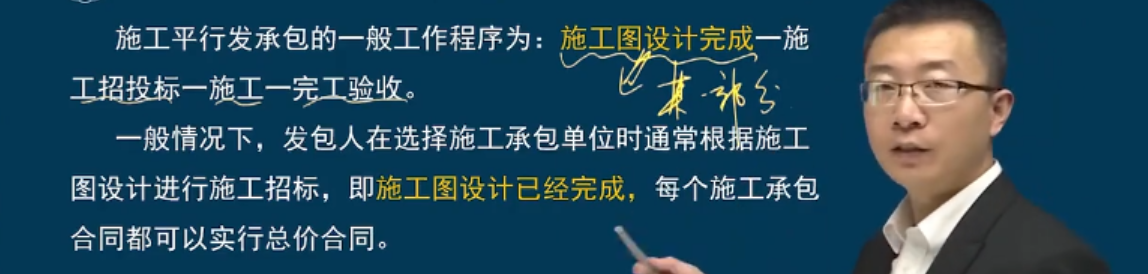 施工平行发承包的一般工作程序为：施工图设计完成一施
工招投标一施工一完工验收。
某一部分
一般情况下，发包人在选择施工承包单位时通常根据施工
图设计进行施工招标，即施工图设计已经完成，每个施工承包
合同都可以实行总价合同。